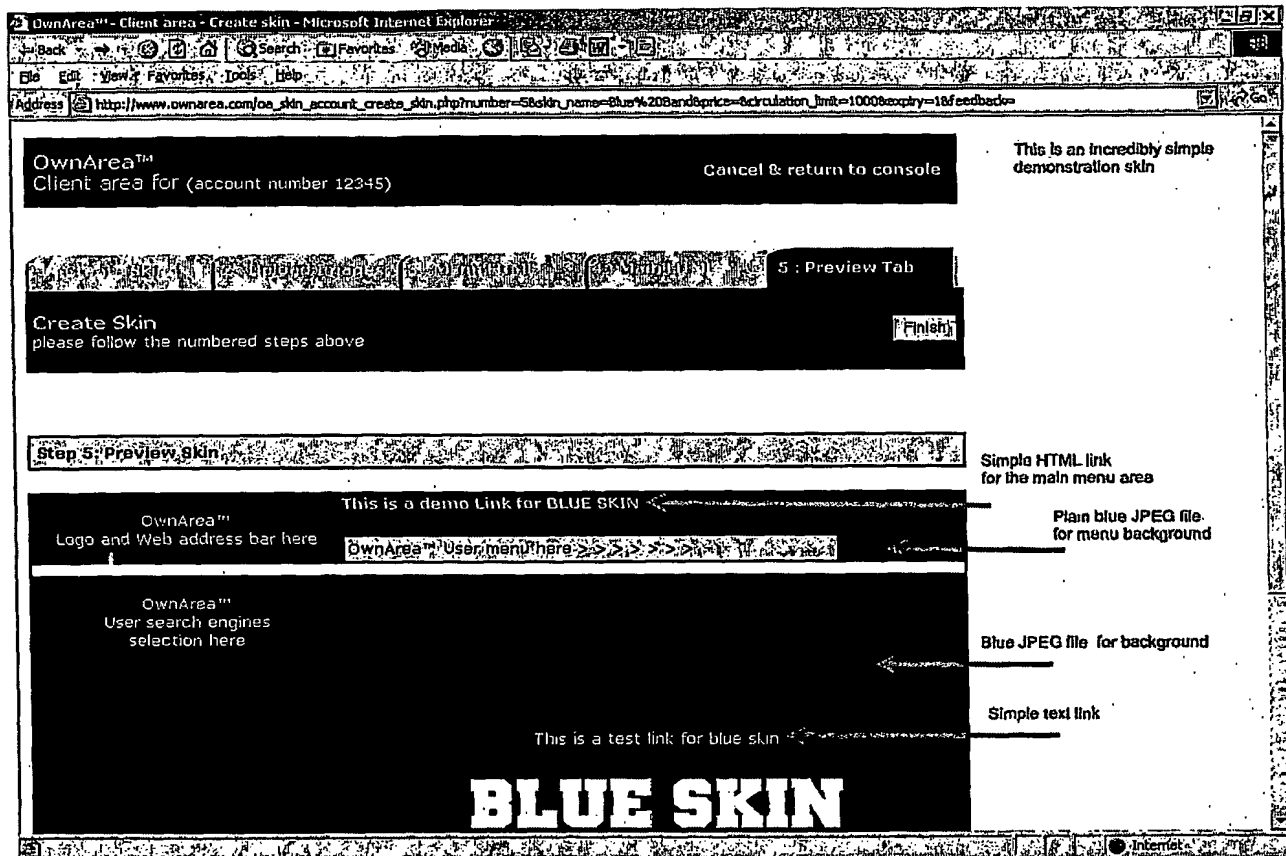 OwnArea™ - Client area - Create skin - Microsoft Internet Explorer
Back Search Favorites Media
File Edit View Favorites Tools Help
Address http://www.ownarea.com/oa_skin_account_create_skin.php?number=5&skin_name=Blue%20Band&price=&circulation_limit=1000&expiry=1&feedback= Go
OwnArea™
Client area for (account number 12345)
Cancel & return to console
This is an incredibly simple
demonstration skin
5 : Preview Tab
Create Skin
please follow the numbered steps above
Finish
Step 5: Preview Skin
Simple HTML link
for the main menu area
This is a demo Link for BLUE SKIN
OwnArea™
Logo and Web address bar here
Plain blue JPEG file
for menu background
OwnArea™ User menu here > > > > > > >
OwnArea™
User search engines
selection here
Blue JPEG file for background
Simple text link
This is a test link for blue skin
BLUE SKIN
Internet